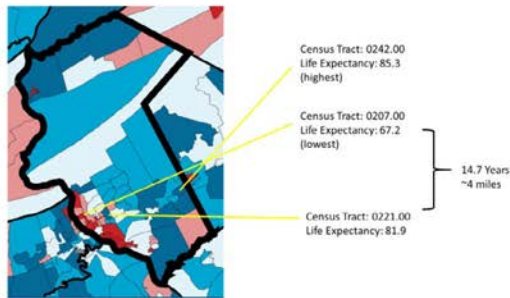 Census Tract: 0242.00
Life Expectancy: 85.3
(highest)
Census Tract: 0207.00
Life Expectancy: 67.2
(lowest)
14.7 Years
~4 miles
Census Tract: 0221.00
Life Expectancy: 81.9